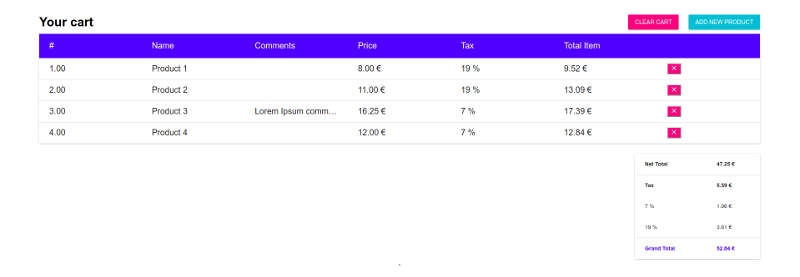 Your cart
CLEAR CART
ADD NEW PRODUCT
# Name Comments Price Tax Total Item
1.00 Product 1 8.00 € 19 % 9.52 € ✕
2.00 Product 2 11.00 € 19 % 13.09 € ✕
3.00 Product 3 Lorem Ipsum comm... 16.25 € 7 % 17.39 € ✕
4.00 Product 4 12.00 € 7 % 12.84 € ✕
Net Total 47.25 €
Tax 5.59 €
7 % 1.98 €
19 % 3.61 €
Grand Total 52.84 €